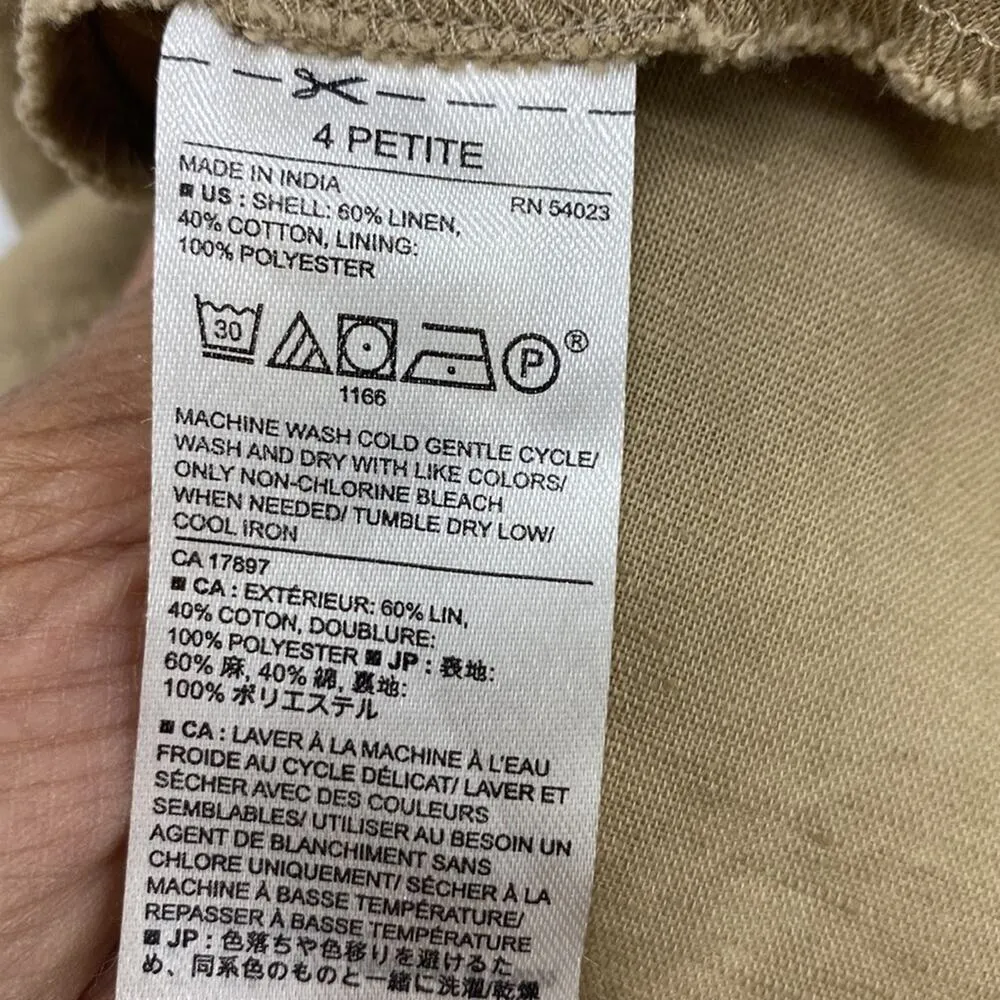 4 PETITE
MADE IN INDIA
RN 54023
US : SHELL: 60% LINEN,
40% COTTON, LINING:
100% POLYESTER
30
P ®
1166
MACHINE WASH COLD GENTLE CYCLE/
WASH AND DRY WITH LIKE COLORS/
ONLY NON-CHLORINE BLEACH
WHEN NEEDED/ TUMBLE DRY LOW/
COOL IRON
CA 17897
CA : EXTÉRIEUR: 60% LIN,
40% COTON, DOUBLURE:
100% POLYESTER JP : 表地:
60% 麻, 40% 綿, 裏地:
100% ポリエステル
CA : LAVER À LA MACHINE À L'EAU
FROIDE AU CYCLE DÉLICAT/ LAVER ET
SÉCHER AVEC DES COULEURS
SEMBLABLES/ UTILISER AU BESOIN UN
AGENT DE BLANCHIMENT SANS
CHLORE UNIQUEMENT/ SÉCHER À LA
MACHINE À BASSE TEMPÉRATURE/
REPASSER À BASSE TEMPÉRATURE
JP : 色落ちや色移りを避けるた
め、同系色のものと一緒に洗濯/乾燥